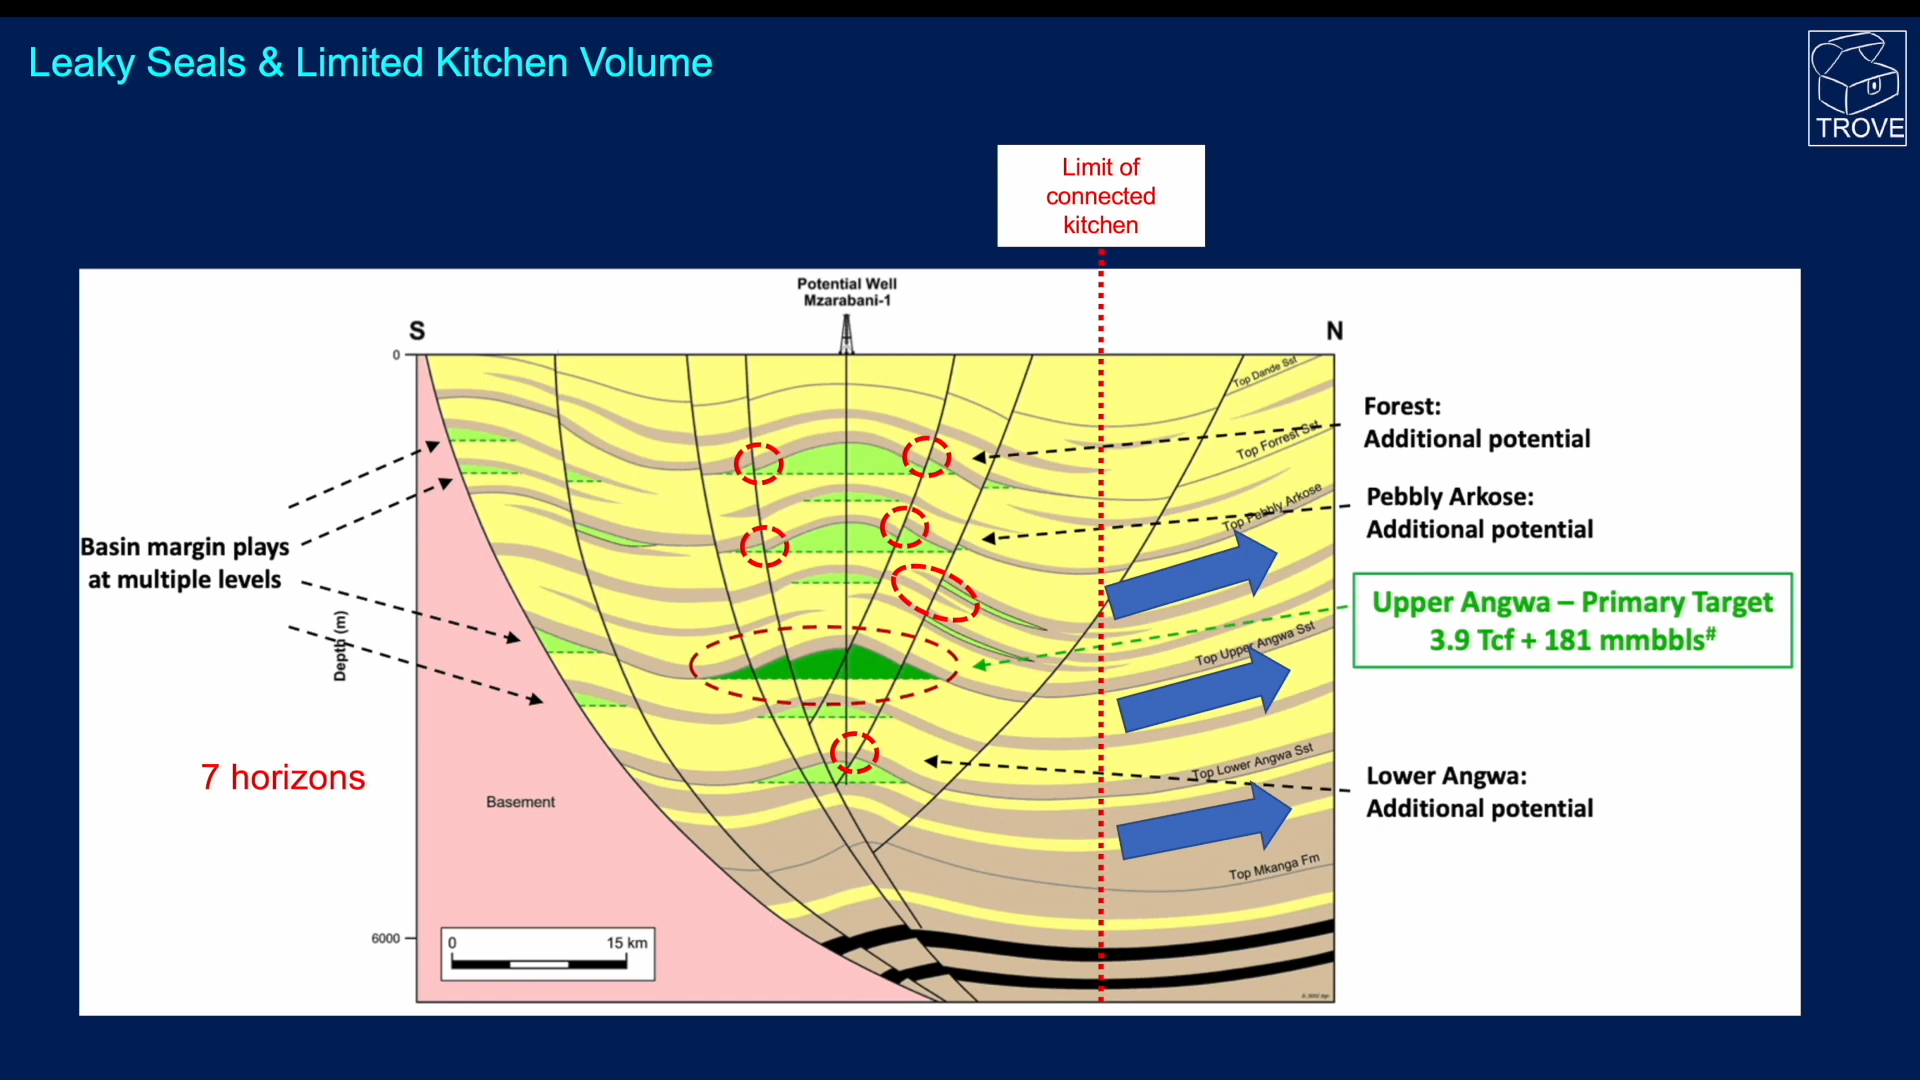 Leaky Seals & Limited Kitchen Volume
TROVE
Limit of
connected
kitchen
Potential Well
Mzarabani-1
S
N
0
Top Dande Sst
Forest:
Additional potential
Top Forrest Sst
Pebbly Arkose:
Additional potential
Top Pebbly Arkose
Basin margin plays
at multiple levels
Upper Angwa – Primary Target
3.9 Tcf + 181 mmbbls#
Top Upper Angwa Sst
Depth (m)
7 horizons
Basement
Top Lower Angwa Sst
Lower Angwa:
Additional potential
Top Mkanga Fm
6000
0
15 km